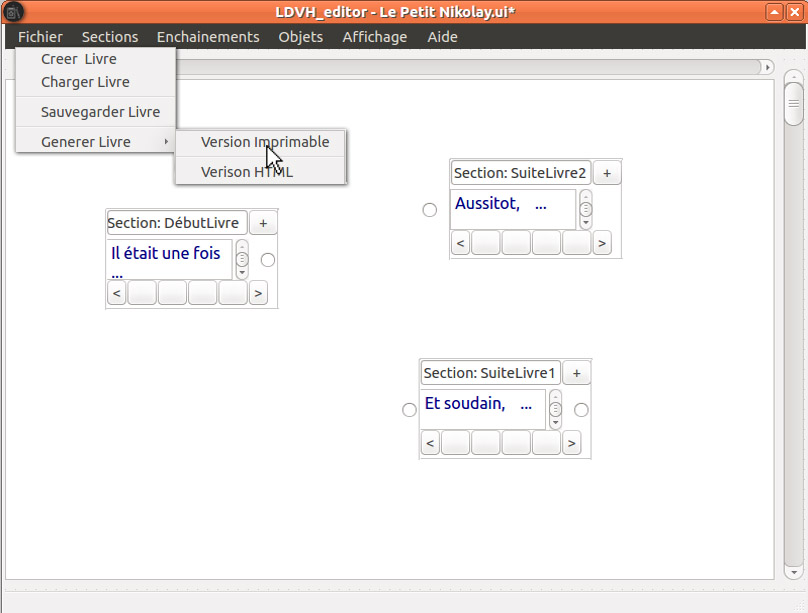 LDVH_editor - Le Petit Nikolay.ui*
Fichier Sections Enchainements Objets Affichage Aide
Creer Livre
Charger Livre
Sauvegarder Livre
Generer Livre
Version Imprimable
Verison HTML
Section: SuiteLivre2 +
Aussitot, ...
< >
Section: DébutLivre +
Il était une fois
...
< >
Section: SuiteLivre1 +
Et soudain, ...
< >